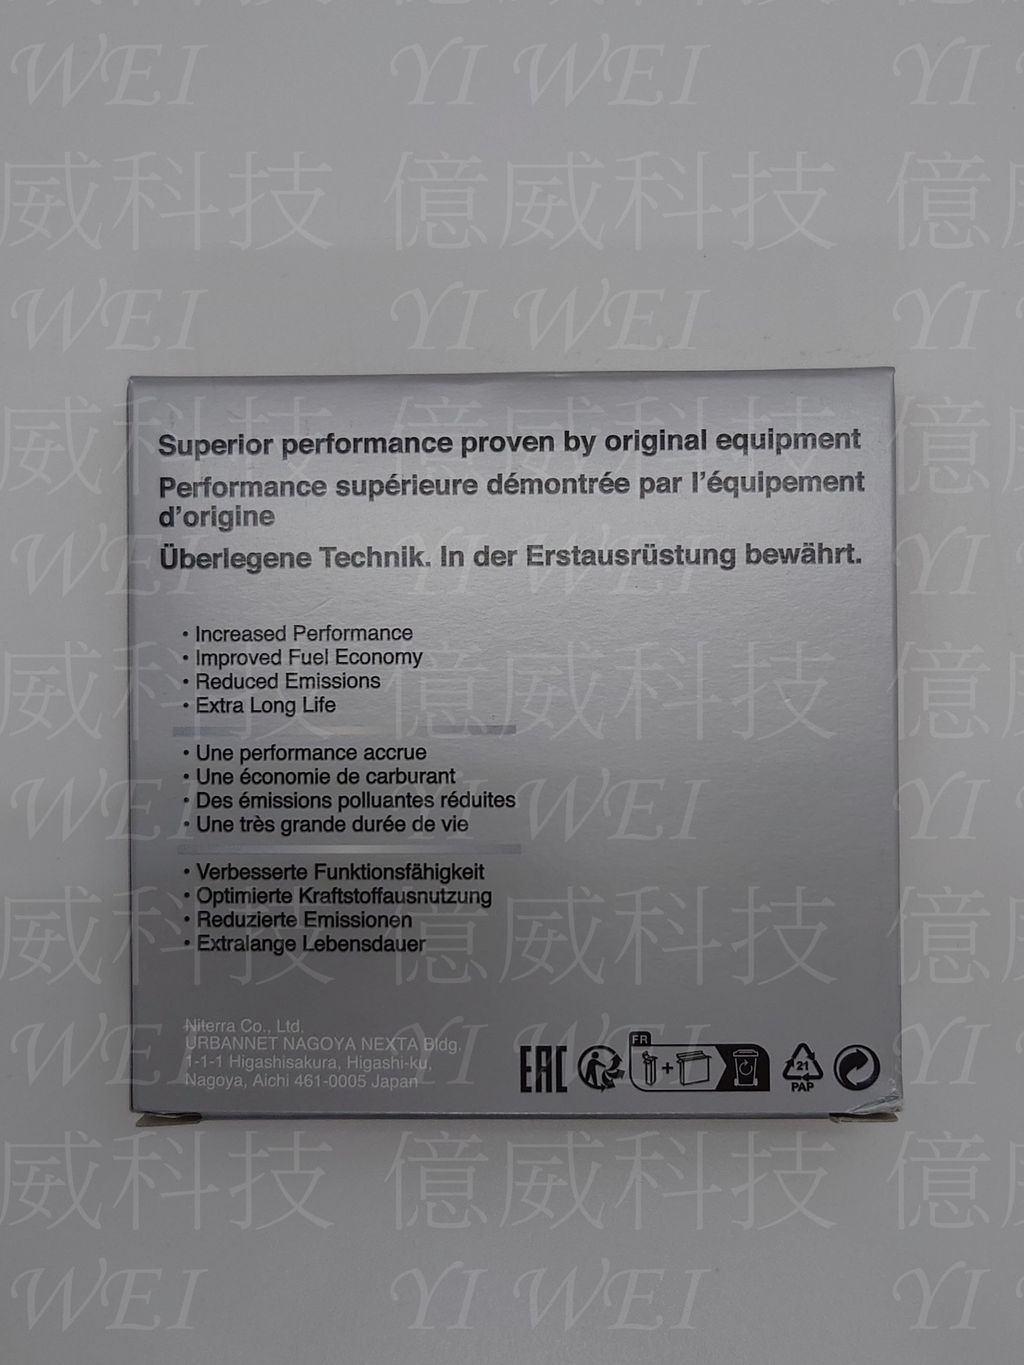 YI WEI
億威科技
Superior performance proven by original equipment
Performance supérieure démontrée par l'équipement
d'origine
Überlegene Technik. In der Erstausrüstung bewährt.
• Increased Performance
• Improved Fuel Economy
• Reduced Emissions
• Extra Long Life
• Une performance accrue
• Une économie de carburant
• Des émissions polluantes réduites
• Une très grande durée de vie
• Verbesserte Funktionsfähigkeit
• Optimierte Kraftstoffausnutzung
• Reduzierte Emissionen
• Extralange Lebensdauer
Niterra Co., Ltd.
URBANNET NAGOYA NEXTA Bldg.
1-1-1 Higashisakura, Higashi-ku,
Nagoya, Aichi 461-0005 Japan
EAC
FR
21
PAP